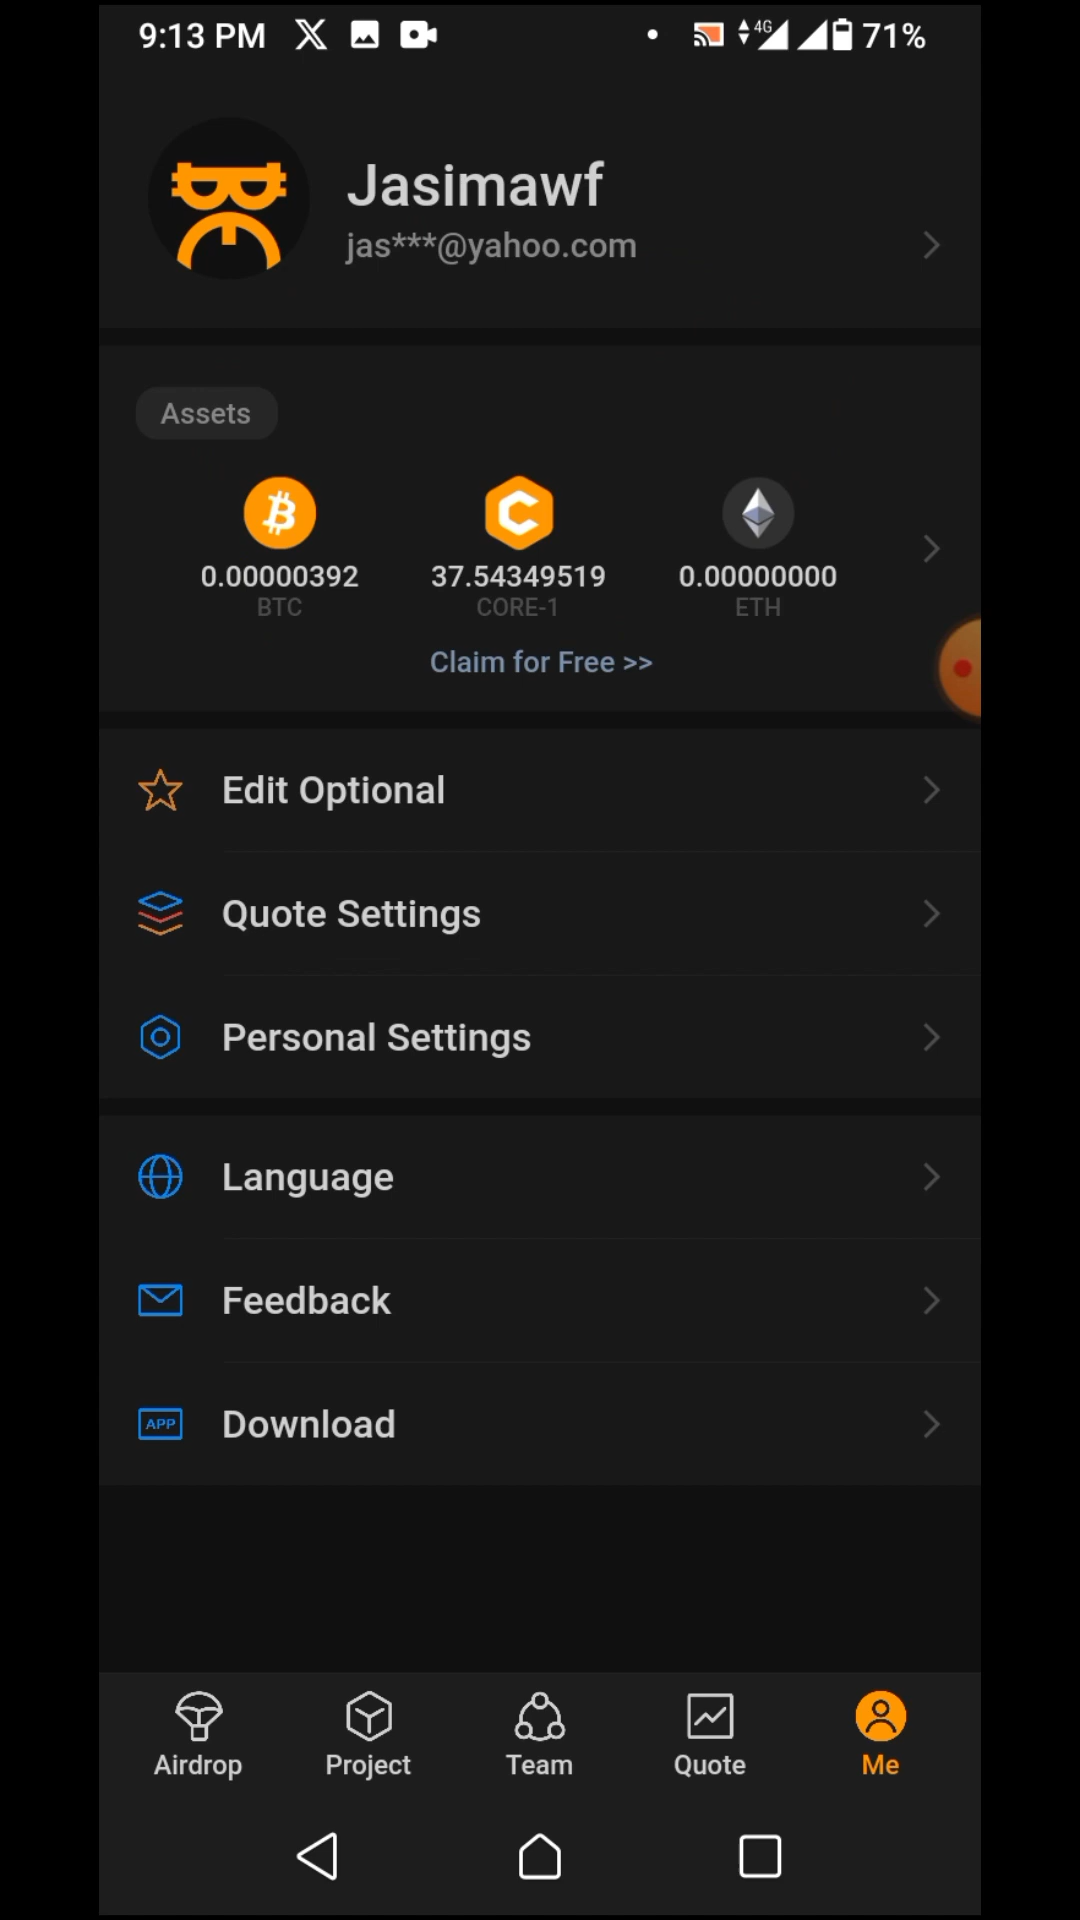 9:13 PM 4G 71%
Jasimawf
jas***@yahoo.com
Assets
0.00000392 37.54349519 0.00000000
BTC CORE-1 ETH
Claim for Free >>
Edit Optional
Quote Settings
Personal Settings
Language
Feedback
APP Download
Airdrop Project Team Quote Me